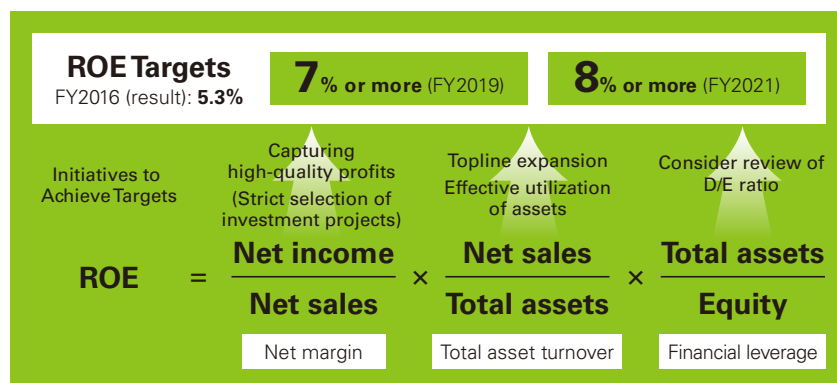 ROE Targets
FY2016 (result): 5.3%
7% or more (FY2019)
8% or more (FY2021)
Initiatives to
Achieve Targets
Capturing
high-quality profits
(Strict selection of
investment projects)
Topline expansion
Effective utilization
of assets
Consider review of
D/E ratio
ROE = Net income / Net sales × Net sales / Total assets × Total assets / Equity
Net margin
Total asset turnover
Financial leverage